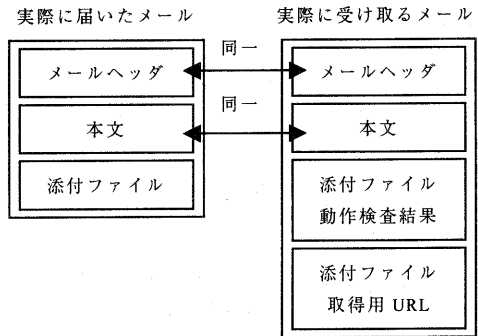 実際に届いたメール
実際に受け取るメール
同一
メールヘッダ
メールヘッダ
同一
本文
本文
添付ファイル
添付ファイル
動作検査結果
添付ファイル
取得用 URL